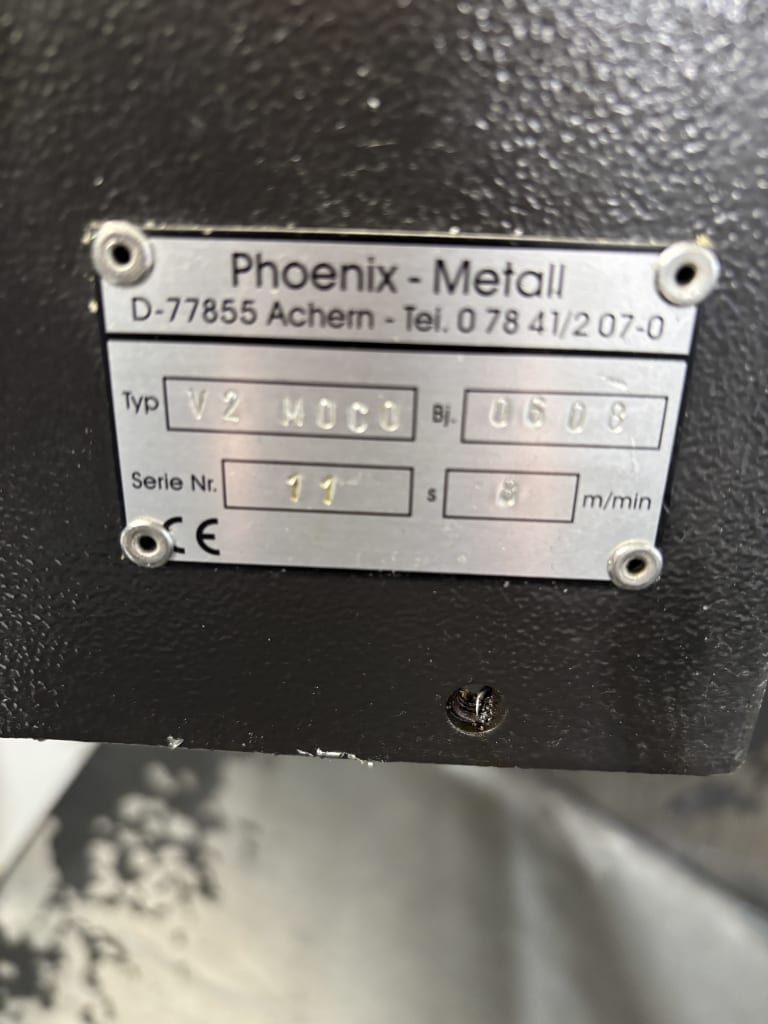 Phoenix - Metall
D-77855 Achern - Tel. 0 78 41/2 07-0
Typ V2 MOCO Bj. 0608
Serie Nr. 11 s 8 m/min
CE